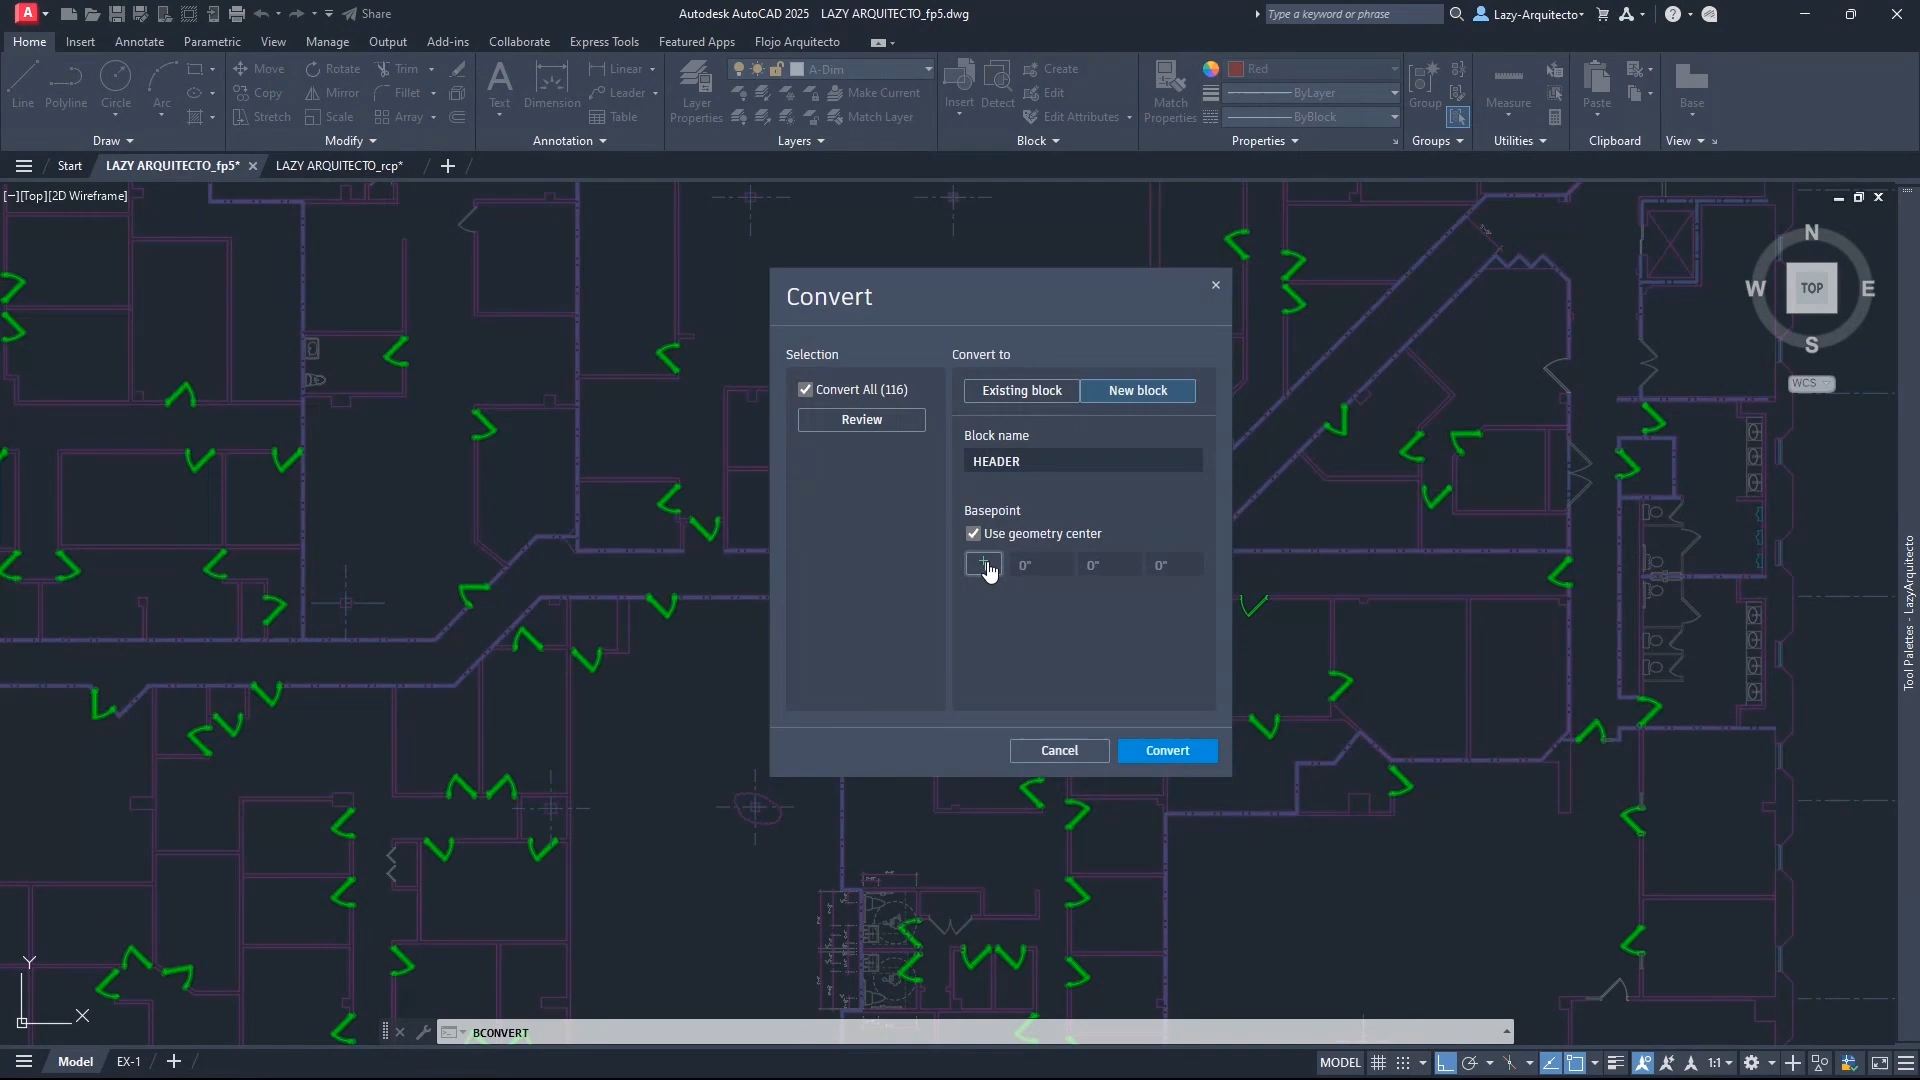 Share
Autodesk AutoCAD 2025 LAZY ARQUITECTO_fp5.dwg
Type a keyword or phrase
Lazy-Arquitecto
Home Insert Annotate Parametric View Manage Output Add-ins Collaborate Express Tools Featured Apps Flojo Arquitecto
Line Polyline Circle Arc
Draw
Move Rotate Trim
Copy Mirror Fillet
Stretch Scale Array
Modify
Text Dimension
Linear
Leader
Table
Annotation
Layer
Properties
A-Dim
Make Current
Match Layer
Layers
Insert Detect
Create
Edit
Edit Attributes
Block
Match
Properties
Red
ByLayer
ByBlock
Properties
Group
Groups
Measure
Utilities
Paste
Clipboard
Base
View
Start LAZY ARQUITECTO_fp5* LAZY ARQUITECTO_rcp*
[−][Top][2D Wireframe]
N
W TOP E
S
WCS
Convert
Selection
Convert All (116)
Review
Convert to
Existing block New block
Block name
HEADER
Basepoint
Use geometry center
0" 0" 0"
Cancel Convert
Tool Palettes - LazyArquitecto
Y
X
BCONVERT
Model EX-1
MODEL 1:1